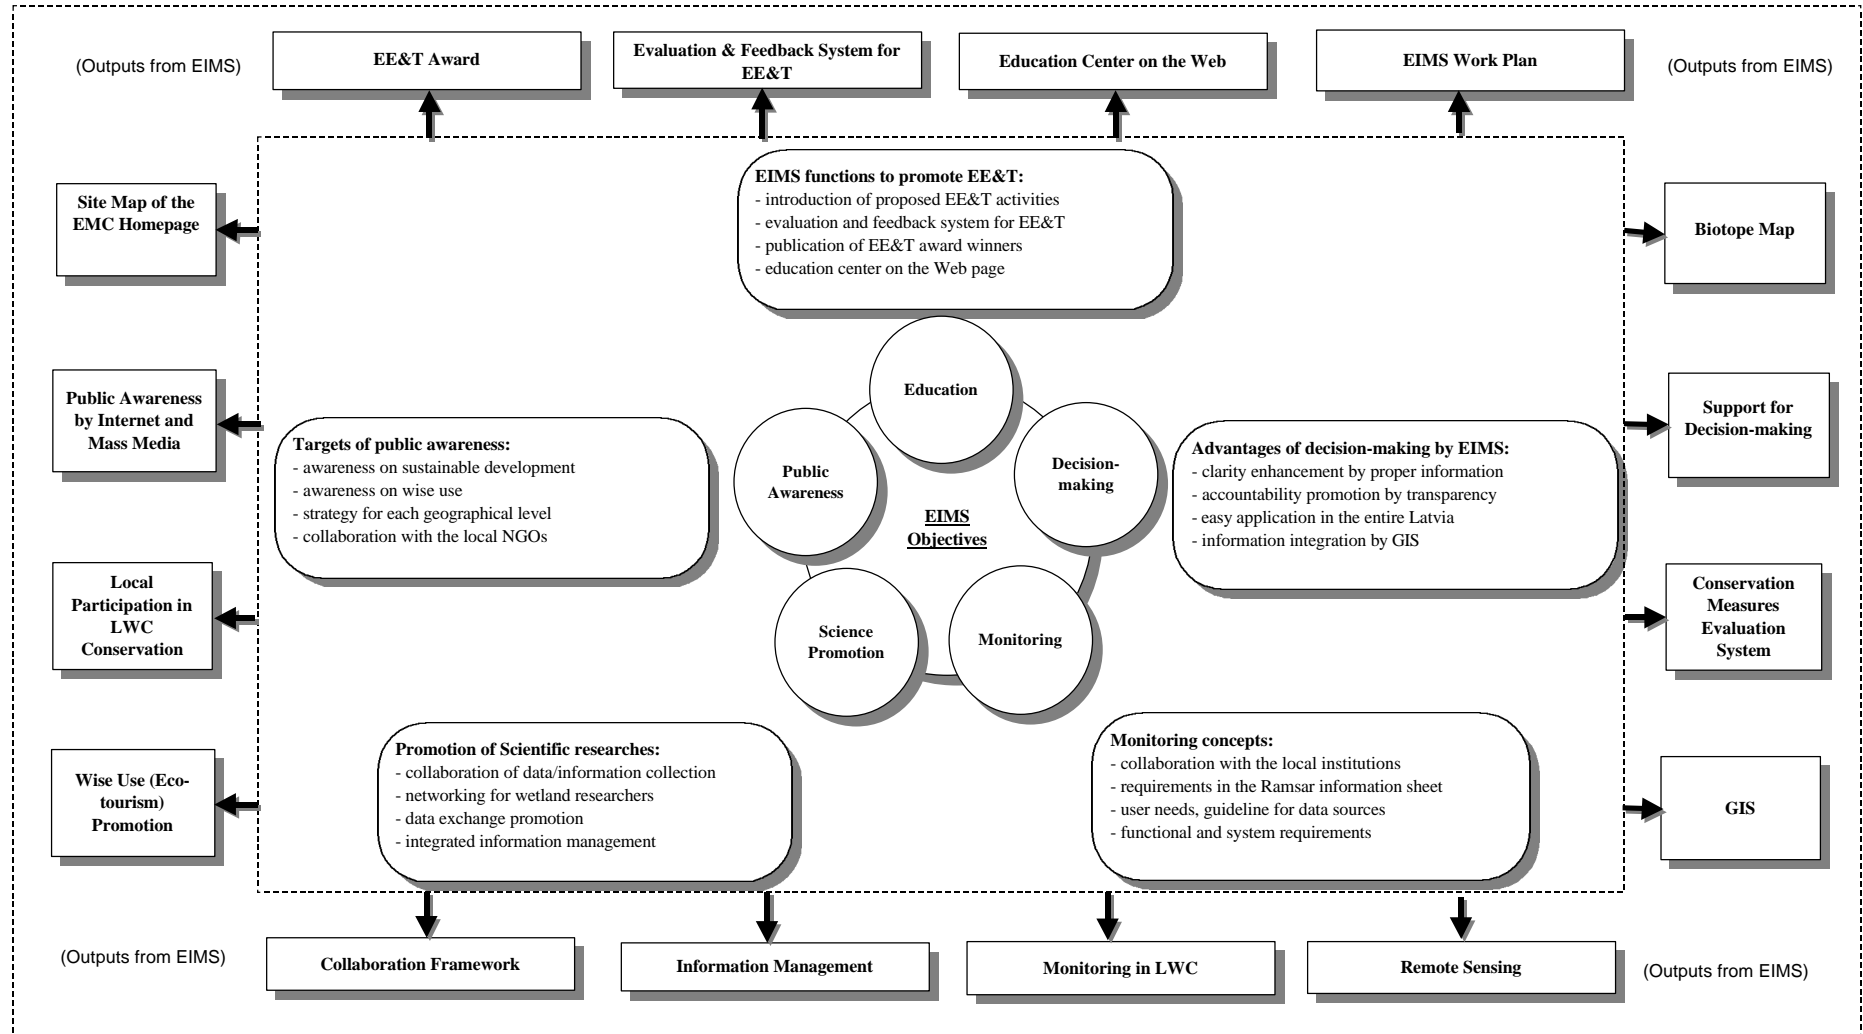 (Outputs from EIMS)
EE&T Award
Evaluation & Feedback System for
EE&T
Education Center on the Web
EIMS Work Plan
(Outputs from EIMS)
Site Map of the
EMC Homepage
Public Awareness
by Internet and
Mass Media
Local
Participation in
LWC
Conservation
Wise Use (Eco-
tourism)
Promotion
EIMS functions to promote EE&T:
- introduction of proposed EE&T activities
- evaluation and feedback system for EE&T
- publication of EE&T award winners
- education center on the Web page
Targets of public awareness:
- awareness on sustainable development
- awareness on wise use
- strategy for each geographical level
- collaboration with the local NGOs
Education
Public
Awareness
Decision-
making
EIMS
Objectives
Science
Promotion
Monitoring
Advantages of decision-making by EIMS:
- clarity enhancement by proper information
- accountability promotion by transparency
- easy application in the entire Latvia
- information integration by GIS
Promotion of Scientific researches:
- collaboration of data/information collection
- networking for wetland researchers
- data exchange promotion
- integrated information management
Monitoring concepts:
- collaboration with the local institutions
- requirements in the Ramsar information sheet
- user needs, guideline for data sources
- functional and system requirements
Biotope Map
Support for
Decision-making
Conservation
Measures
Evaluation
System
GIS
(Outputs from EIMS)
Collaboration Framework
Information Management
Monitoring in LWC
Remote Sensing
(Outputs from EIMS)